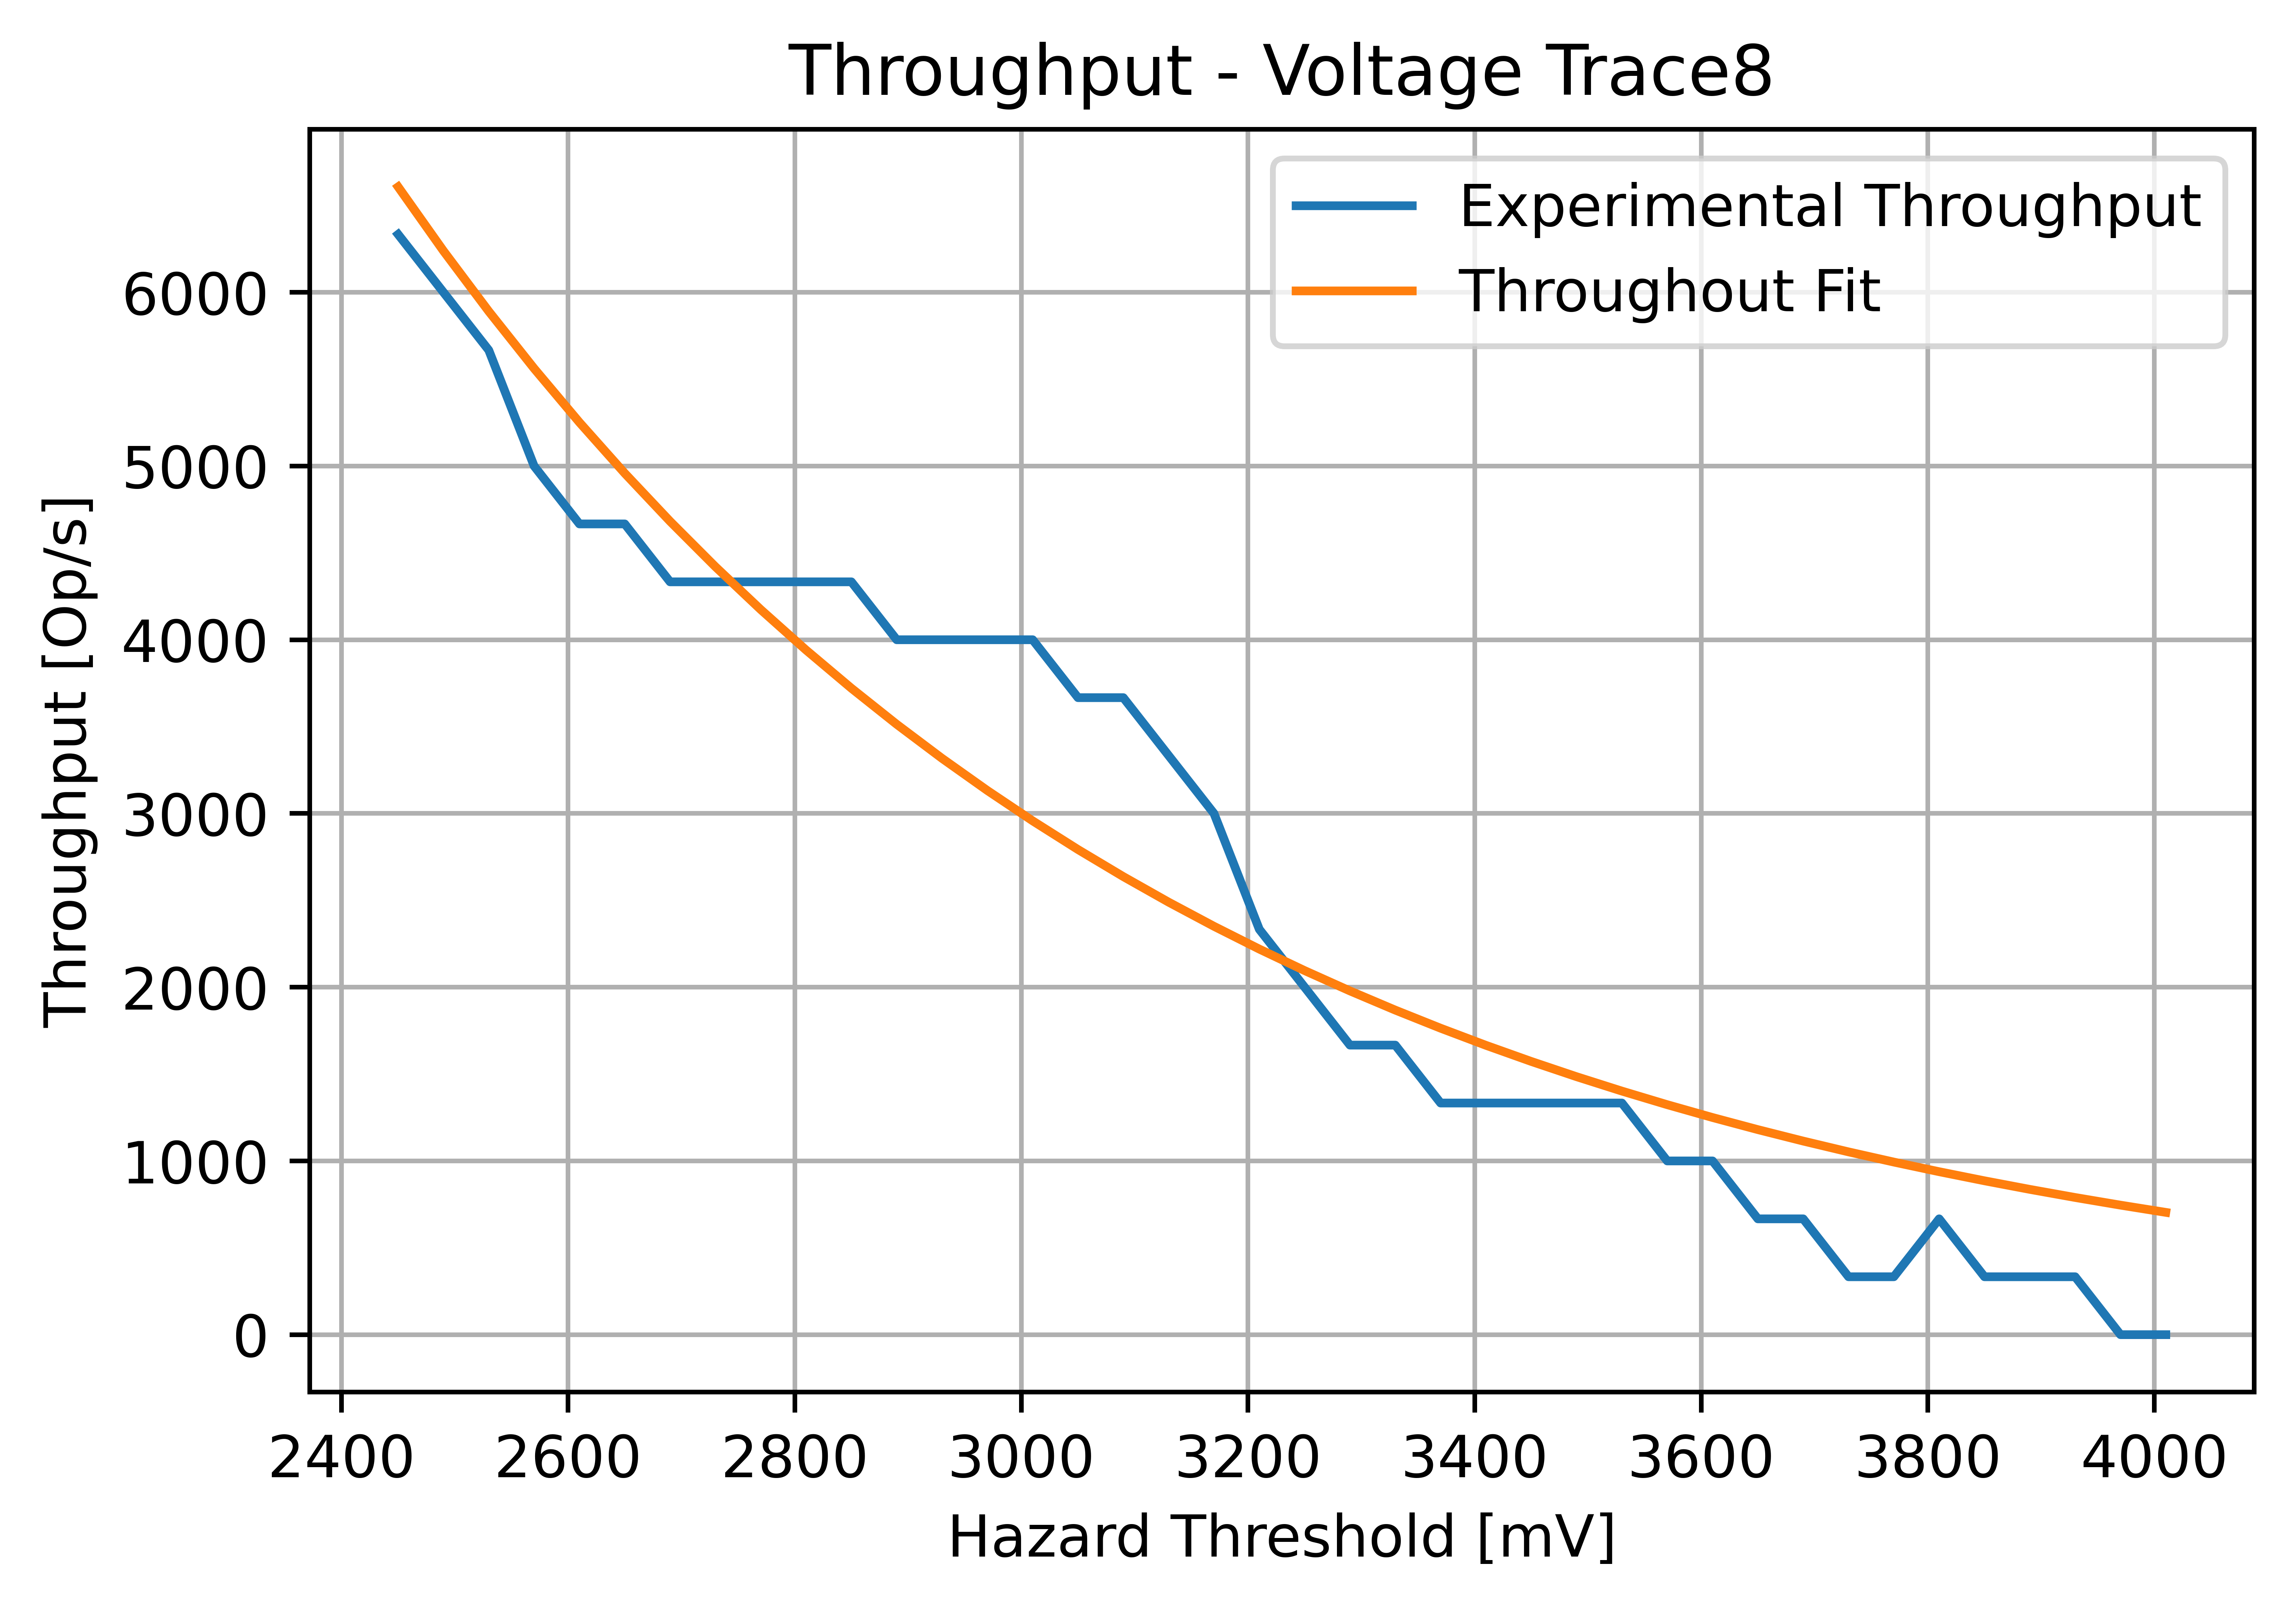 Throughput - Voltage Trace8
Experimental Throughput
Throughout Fit
6000
5000
4000
3000
2000
1000
0
Throughput [Op/s]
2400 2600 2800 3000 3200 3400 3600 3800 4000
Hazard Threshold [mV]